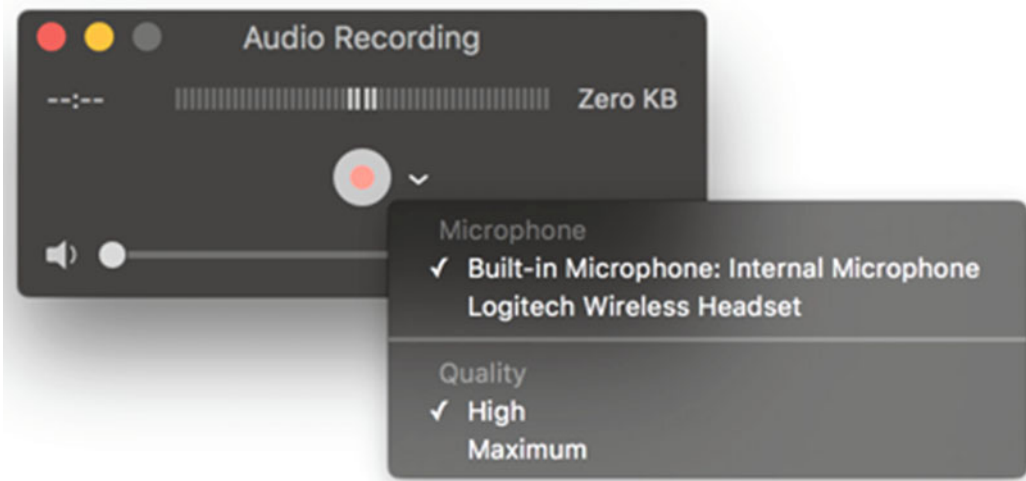 Audio Recording
--:-- Zero KB
Microphone
✓ Built-in Microphone: Internal Microphone
Logitech Wireless Headset
Quality
✓ High
Maximum